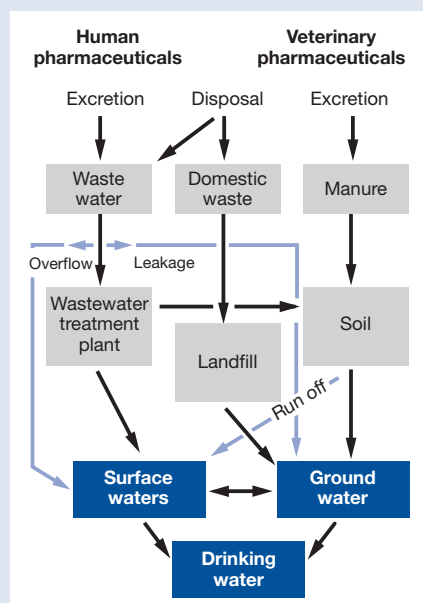 Human
pharmaceuticals
Veterinary
pharmaceuticals
Excretion
Disposal
Excretion
Waste
water
Domestic
waste
Manure
Overflow
Leakage
Wastewater
treatment
plant
Landfill
Soil
Run off
Surface
waters
Ground
water
Drinking
water